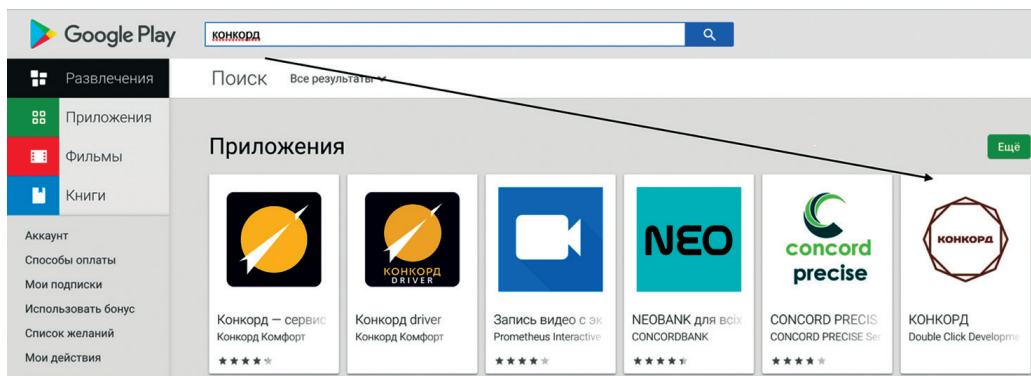 Google Play
конкорд
Развлечения
Поиск
Все результаты
Приложения
Фильмы
Книги
Приложения
Ещё
Аккаунт
Способы оплаты
Мои подписки
Использовать бонус
Список желаний
Мои действия
КОНКОРД
DRIVER
NEO
concord
precise
КОНКОРД
Конкорд — сервис
Конкорд Комфорт
Конкорд driver
Конкорд Комфорт
Запись видео с эк
Prometheus Interactive
NEOBANK для всіх
CONCORDBANK
CONCORD PRECIS
CONCORD PRECISE Ser
КОНКОРД
Double Click Developme